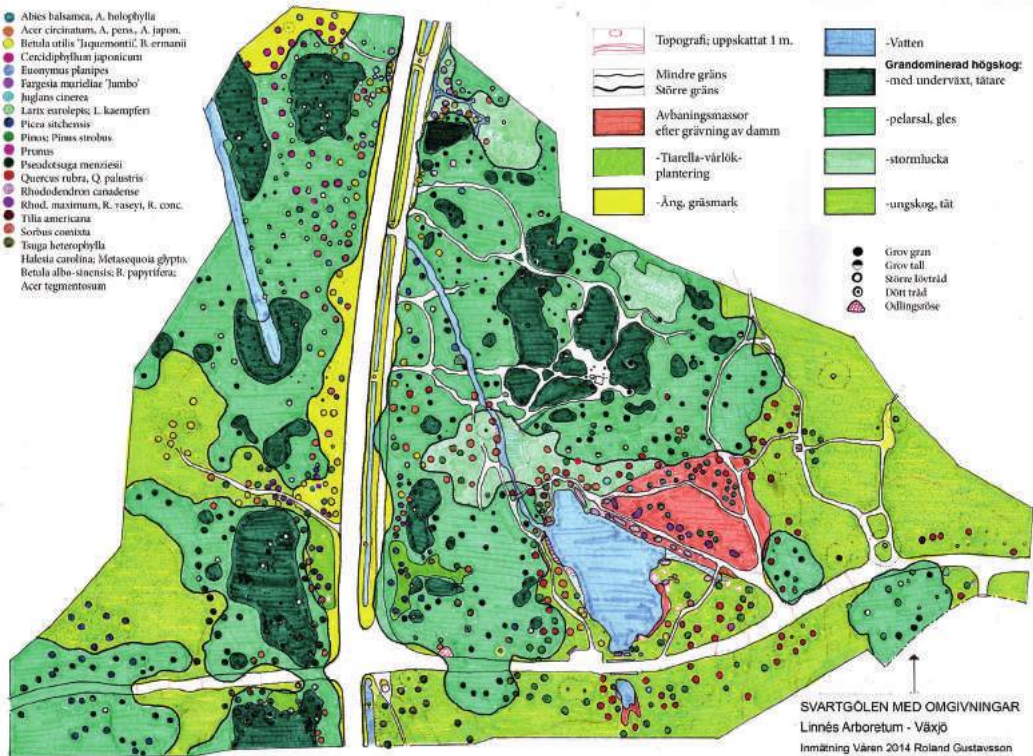 Abies balsamea, A. holophylla
Acer circinatum, A. pens., A. japon.
Betula utilis 'Jaquemontii', B. ermanii
Cercidiphyllum japonicum
Euonymus planipes
Fargesia murieliae 'Jumbo'
Juglans cinerea
Larix eurolepis; L. kaempferi
Picea sitchensis
Pinus; Pinus strobus
Prunus
Pseudotsuga menziesii
Quercus rubra, Q. palustris
Rhododendron canadense
Rhod. maximum, R. vaseyi, R. conc.
Tilia americana
Sorbus comixta
Tsuga heterophylla
Halesia carolina; Metasequoia glypto.
Betula albo-sinensis; B. papyrifera;
Acer tegmentosum
Topografi; uppskattat 1 m.
Mindre gräns
Större gräns
Avbaningsmassor
efter grävning av damm
-Tiarella-vårlök-
plantering
-Äng, gräsmark
-Vatten
Grandominerad högskog:
-med underväxt, tätare
-pelarsal, gles
-stormlucka
-ungskog, tät
Grov gran
Grov tall
Större lövträd
Dött träd
Odlingsröse
SVARTGÖLEN MED OMGIVNINGAR
Linnés Arboretum - Växjö
Inmätning Våren 2014 Roland Gustavsson